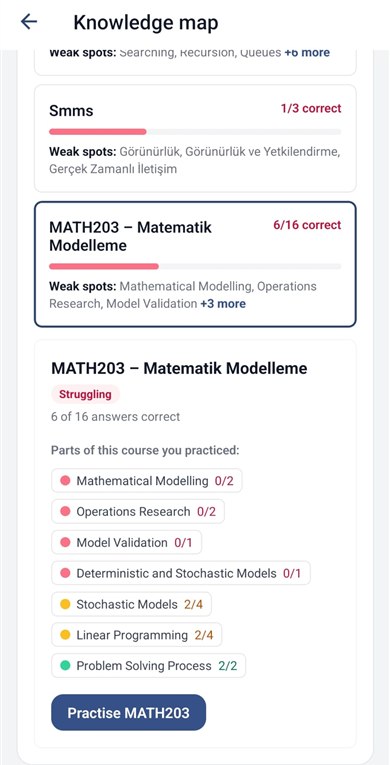 Knowledge map
Weak spots: Searching, Recursion, Queues +6 more
Smms
1/3 correct
Weak spots: Görünürlük, Görünürlük ve Yetkilendirme,
Gerçek Zamanlı İletişim
MATH203 – Matematik
Modelleme
6/16 correct
Weak spots: Mathematical Modelling, Operations
Research, Model Validation +3 more
MATH203 – Matematik Modelleme
Struggling
6 of 16 answers correct
Parts of this course you practiced:
Mathematical Modelling 0/2
Operations Research 0/2
Model Validation 0/1
Deterministic and Stochastic Models 0/1
Stochastic Models 2/4
Linear Programming 2/4
Problem Solving Process 2/2
Practise MATH203